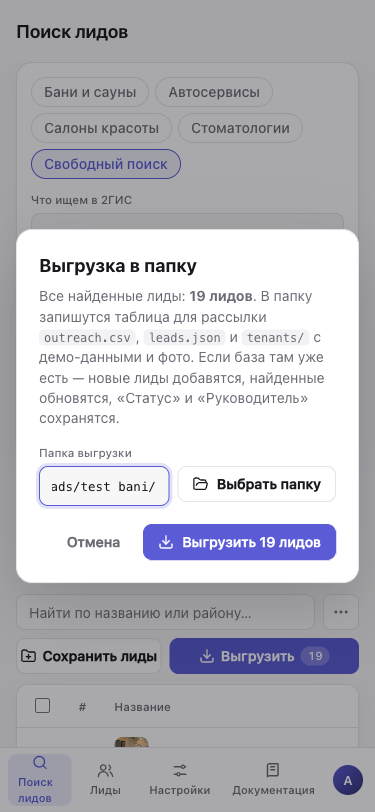 Поиск лидов
Бани и сауны
Автосервисы
Салоны красоты
Стоматологии
Свободный поиск
Что ищем в 2ГИС
Выгрузка в папку
Все найденные лиды: 19 лидов. В папку
запишутся таблица для рассылки
outreach.csv, leads.json и tenants/ с
демо-данными и фото. Если база там уже
есть — новые лиды добавятся, найденные
обновятся, «Статус» и «Руководитель»
сохранятся.
Папка выгрузки
ads/test bani/
Выбрать папку
Отмена
Выгрузить 19 лидов
Найти по названию или району...
Сохранить лиды
Выгрузить 19
# Название
Поиск
лидов
Лиды
Настройки
Документация
A